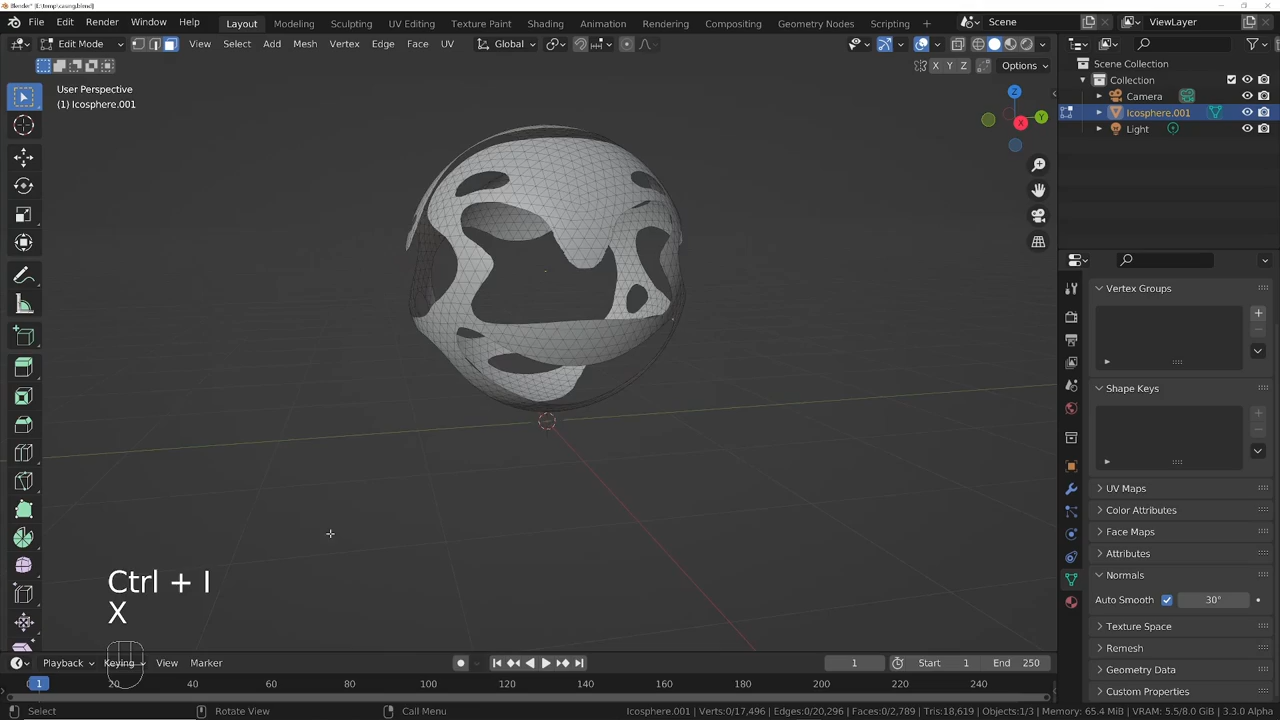 Blender* [E:\temp\casing.blend]
File Edit Render Window Help
Layout Modeling Sculpting UV Editing Texture Paint Shading Animation Rendering Compositing Geometry Nodes Scripting
Scene
ViewLayer
Edit Mode
View Select Add Mesh Vertex Edge Face UV
Global
X Y Z
Options
User Perspective
(1) Icosphere.001
Z
Y
X
Scene Collection
Collection
Camera
Icosphere.001
Light
Vertex Groups
Shape Keys
UV Maps
Color Attributes
Face Maps
Attributes
Normals
Auto Smooth 30°
Texture Space
Remesh
Geometry Data
Custom Properties
Ctrl + I
X
Playback Keying View Marker
1
Start 1
End 250
1 20 40 60 80 100 120 140 160 180 200 220 240
Select
Rotate View
Call Menu
Icosphere.001 | Verts:0/17,496 | Edges:0/20,296 | Faces:0/2,789 | Tris:18,619 | Objects:1/3 | Memory: 65.4 MiB | VRAM: 5.5/8.0 GiB | 3.3.0 Alpha